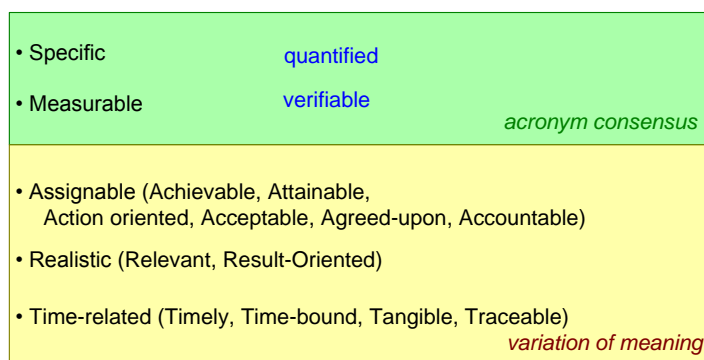 • Specific quantified
• Measurable verifiable
acronym consensus
• Assignable (Achievable, Attainable,
Action oriented, Acceptable, Agreed-upon, Accountable)
• Realistic (Relevant, Result-Oriented)
• Time-related (Timely, Time-bound, Tangible, Traceable)
variation of meaning